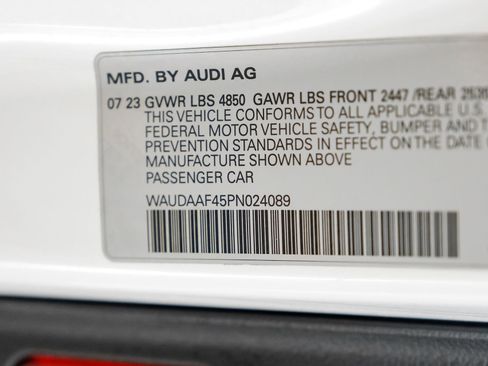 MFD. BY AUDI AG
07 23 GVWR LBS 4850 GAWR LBS FRONT 2447 /REAR
THIS VEHICLE CONFORMS TO ALL APPLICABLE U.S.
FEDERAL MOTOR VEHICLE SAFETY, BUMPER AND T
PREVENTION STANDARDS IN EFFECT ON THE DATE
MANUFACTURE SHOWN ABOVE
PASSENGER CAR
WAUDAAF45PN024089